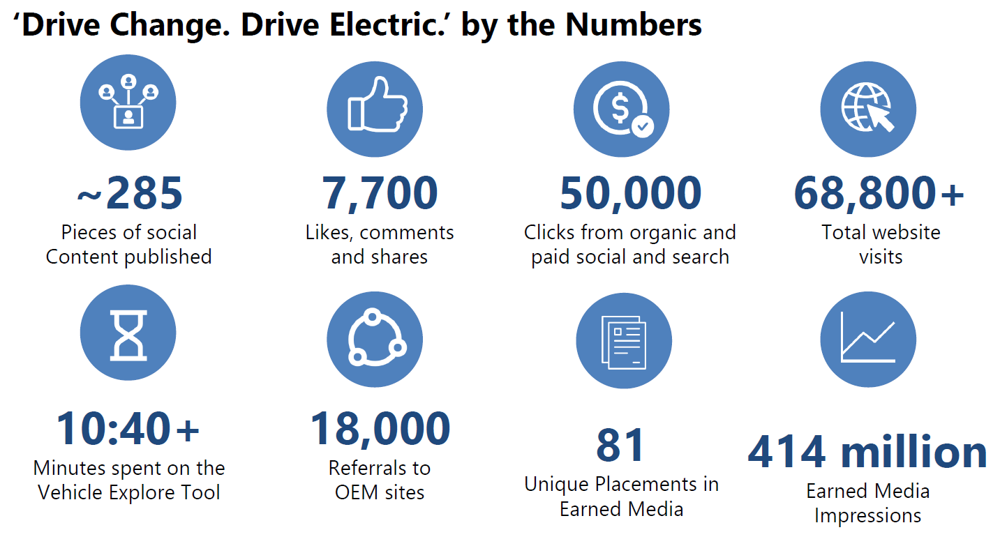 ‘Drive Change. Drive Electric.’ by the Numbers
~285
Pieces of social
Content published
7,700
Likes, comments
and shares
50,000
Clicks from organic and
paid social and search
68,800+
Total website
visits
10:40+
Minutes spent on the
Vehicle Explore Tool
18,000
Referrals to
OEM sites
81
Unique Placements in
Earned Media
414 million
Earned Media
Impressions